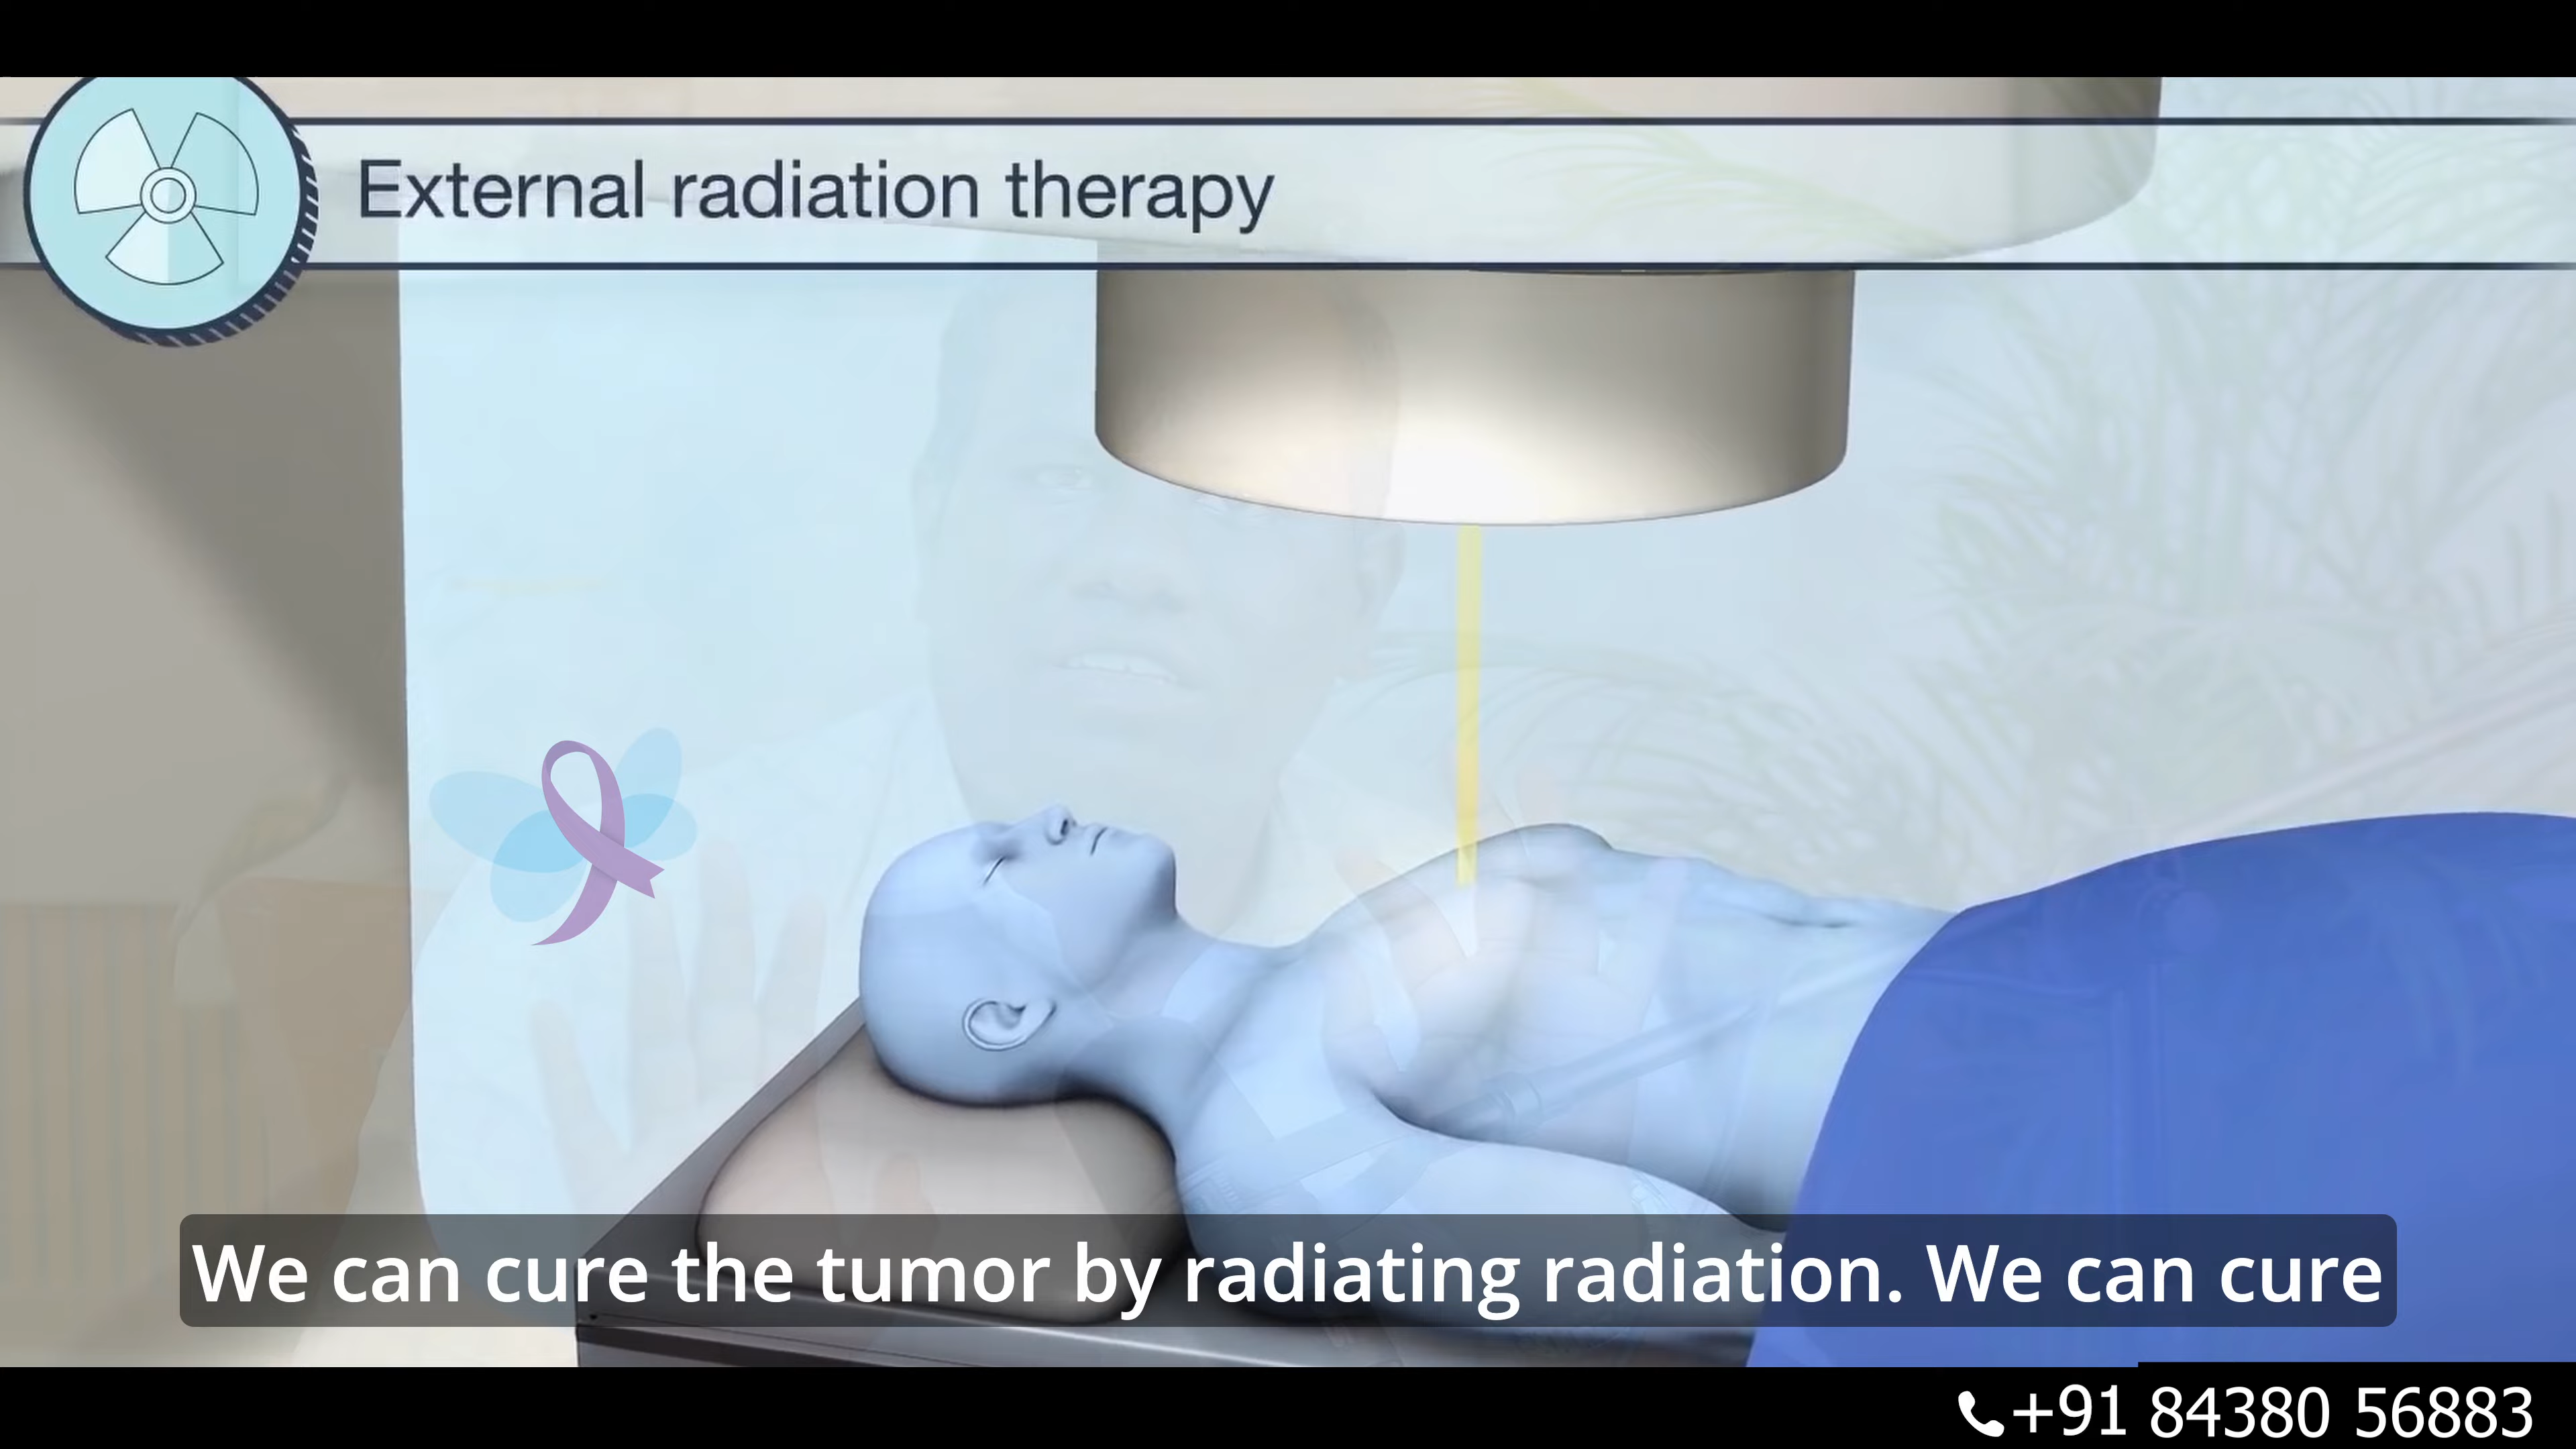 External radiation therapy
We can cure the tumor by radiating radiation. We can cure
+91 84380 56883